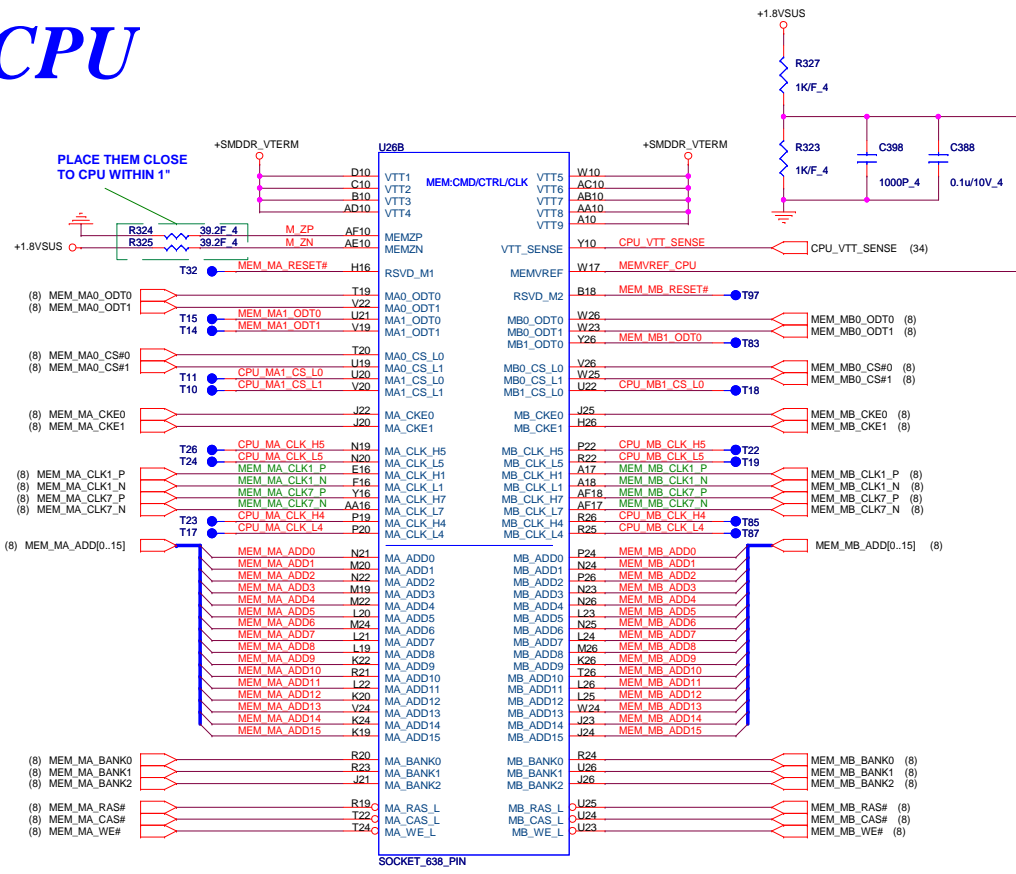 CPU
+1.8VSUS
R327
1K/F_4
R323
1K/F_4
C398
1000P_4
C388
0.1u/10V_4
PLACE THEM CLOSE
TO CPU WITHIN 1"
+SMDDR_VTERM
+SMDDR_VTERM
U26B
MEM:CMD/CTRL/CLK
D10 VTT1 VTT5 W10
C10 VTT2 VTT6 AC10
B10 VTT3 VTT7 AB10
AD10 VTT4 VTT8 AA10
VTT9 A10
R324 39.2F_4 M_ZP AF10 MEMZP
+1.8VSUS R325 39.2F_4 M_ZN AE10 MEMZN VTT_SENSE Y10 CPU_VTT_SENSE CPU_VTT_SENSE (34)
T32 MEM_MA_RESET# H16 RSVD_M1 MEMVREF W17 MEMVREF_CPU
(8) MEM_MA0_ODT0 T19 MA0_ODT0 RSVD_M2 B18 MEM_MB_RESET# T97
(8) MEM_MA0_ODT1 V22 MA0_ODT1
T15 MEM_MA1_ODT0 U21 MA1_ODT0 MB0_ODT0 W26 MEM_MB0_ODT0 (8)
T14 MEM_MA1_ODT1 V19 MA1_ODT1 MB0_ODT1 W23 MEM_MB0_ODT1 (8)
MB1_ODT0 Y26 MEM_MB1_ODT0 T83
(8) MEM_MA0_CS#0 T20 MA0_CS_L0
(8) MEM_MA0_CS#1 U19 MA0_CS_L1 MB0_CS_L0 V26 MEM_MB0_CS#0 (8)
T11 CPU_MA1_CS_L0 U20 MA1_CS_L0 MB0_CS_L1 W25 MEM_MB0_CS#1 (8)
T10 CPU_MA1_CS_L1 V20 MA1_CS_L1 MB1_CS_L0 U22 CPU_MB1_CS_L0 T18
(8) MEM_MA_CKE0 J22 MA_CKE0 MB_CKE0 J25 MEM_MB_CKE0 (8)
(8) MEM_MA_CKE1 J20 MA_CKE1 MB_CKE1 H26 MEM_MB_CKE1 (8)
T26 CPU_MA_CLK_H5 N19 MA_CLK_H5 MB_CLK_H5 P22 CPU_MB_CLK_H5 T22
T24 CPU_MA_CLK_L5 N20 MA_CLK_L5 MB_CLK_L5 R22 CPU_MB_CLK_L5 T19
(8) MEM_MA_CLK1_P MEM_MA_CLK1_P E16 MA_CLK_H1 MB_CLK_H1 A17 MEM_MB_CLK1_P MEM_MB_CLK1_P (8)
(8) MEM_MA_CLK1_N MEM_MA_CLK1_N F16 MA_CLK_L1 MB_CLK_L1 A18 MEM_MB_CLK1_N MEM_MB_CLK1_N (8)
(8) MEM_MA_CLK7_P MEM_MA_CLK7_P Y16 MA_CLK_H7 MB_CLK_H7 AF18 MEM_MB_CLK7_P MEM_MB_CLK7_P (8)
(8) MEM_MA_CLK7_N MEM_MA_CLK7_N AA16 MA_CLK_L7 MB_CLK_L7 AF17 MEM_MB_CLK7_N MEM_MB_CLK7_N (8)
T23 CPU_MA_CLK_H4 P19 MA_CLK_H4 MB_CLK_H4 R26 CPU_MB_CLK_H4 T85
T17 CPU_MA_CLK_L4 P20 MA_CLK_L4 MB_CLK_L4 R25 CPU_MB_CLK_L4 T87
(8) MEM_MA_ADD[0..15] MEM_MB_ADD[0..15] (8)
MEM_MA_ADD0 N21 MA_ADD0 MB_ADD0 P24 MEM_MB_ADD0
MEM_MA_ADD1 M20 MA_ADD1 MB_ADD1 N24 MEM_MB_ADD1
MEM_MA_ADD2 N22 MA_ADD2 MB_ADD2 P26 MEM_MB_ADD2
MEM_MA_ADD3 M19 MA_ADD3 MB_ADD3 N23 MEM_MB_ADD3
MEM_MA_ADD4 M22 MA_ADD4 MB_ADD4 N26 MEM_MB_ADD4
MEM_MA_ADD5 L20 MA_ADD5 MB_ADD5 L23 MEM_MB_ADD5
MEM_MA_ADD6 M24 MA_ADD6 MB_ADD6 N25 MEM_MB_ADD6
MEM_MA_ADD7 L21 MA_ADD7 MB_ADD7 L24 MEM_MB_ADD7
MEM_MA_ADD8 L19 MA_ADD8 MB_ADD8 M26 MEM_MB_ADD8
MEM_MA_ADD9 K22 MA_ADD9 MB_ADD9 K26 MEM_MB_ADD9
MEM_MA_ADD10 R21 MA_ADD10 MB_ADD10 T26 MEM_MB_ADD10
MEM_MA_ADD11 L22 MA_ADD11 MB_ADD11 L26 MEM_MB_ADD11
MEM_MA_ADD12 K20 MA_ADD12 MB_ADD12 L25 MEM_MB_ADD12
MEM_MA_ADD13 V24 MA_ADD13 MB_ADD13 W24 MEM_MB_ADD13
MEM_MA_ADD14 K24 MA_ADD14 MB_ADD14 J23 MEM_MB_ADD14
MEM_MA_ADD15 K19 MA_ADD15 MB_ADD15 J24 MEM_MB_ADD15
(8) MEM_MA_BANK0 R20 MA_BANK0 MB_BANK0 R24 MEM_MB_BANK0 (8)
(8) MEM_MA_BANK1 R23 MA_BANK1 MB_BANK1 U26 MEM_MB_BANK1 (8)
(8) MEM_MA_BANK2 J21 MA_BANK2 MB_BANK2 J26 MEM_MB_BANK2 (8)
(8) MEM_MA_RAS# R19 MA_RAS_L MB_RAS_L U25 MEM_MB_RAS# (8)
(8) MEM_MA_CAS# T22 MA_CAS_L MB_CAS_L U24 MEM_MB_CAS# (8)
(8) MEM_MA_WE# T24 MA_WE_L MB_WE_L U23 MEM_MB_WE# (8)
SOCKET_638_PIN